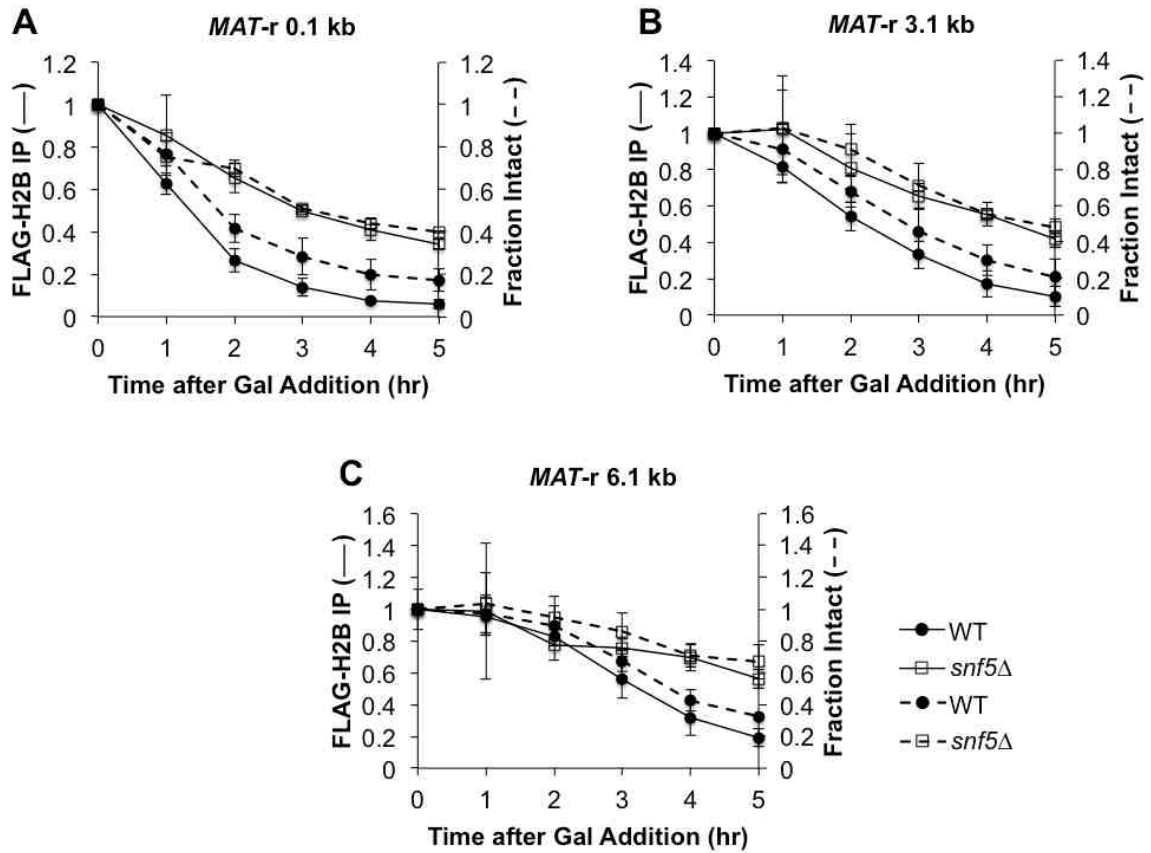 A
MAT-r 0.1 kb
FLAG-H2B IP (—)
1.2
1
0.8
0.6
0.4
0.2
0
1.2
1
0.8
0.6
0.4
0.2
0
Fraction Intact (– –)
0 1 2 3 4 5
Time after Gal Addition (hr)
B
MAT-r 3.1 kb
FLAG-H2B IP (—)
1.4
1.2
1
0.8
0.6
0.4
0.2
0
1.4
1.2
1
0.8
0.6
0.4
0.2
0
Fraction Intact (– –)
0 1 2 3 4 5
Time after Gal Addition (hr)
C
MAT-r 6.1 kb
FLAG-H2B IP (—)
1.6
1.4
1.2
1
0.8
0.6
0.4
0.2
0
1.6
1.4
1.2
1
0.8
0.6
0.4
0.2
0
Fraction Intact (– –)
0 1 2 3 4 5
Time after Gal Addition (hr)
WT
snf5Δ
WT
snf5Δ